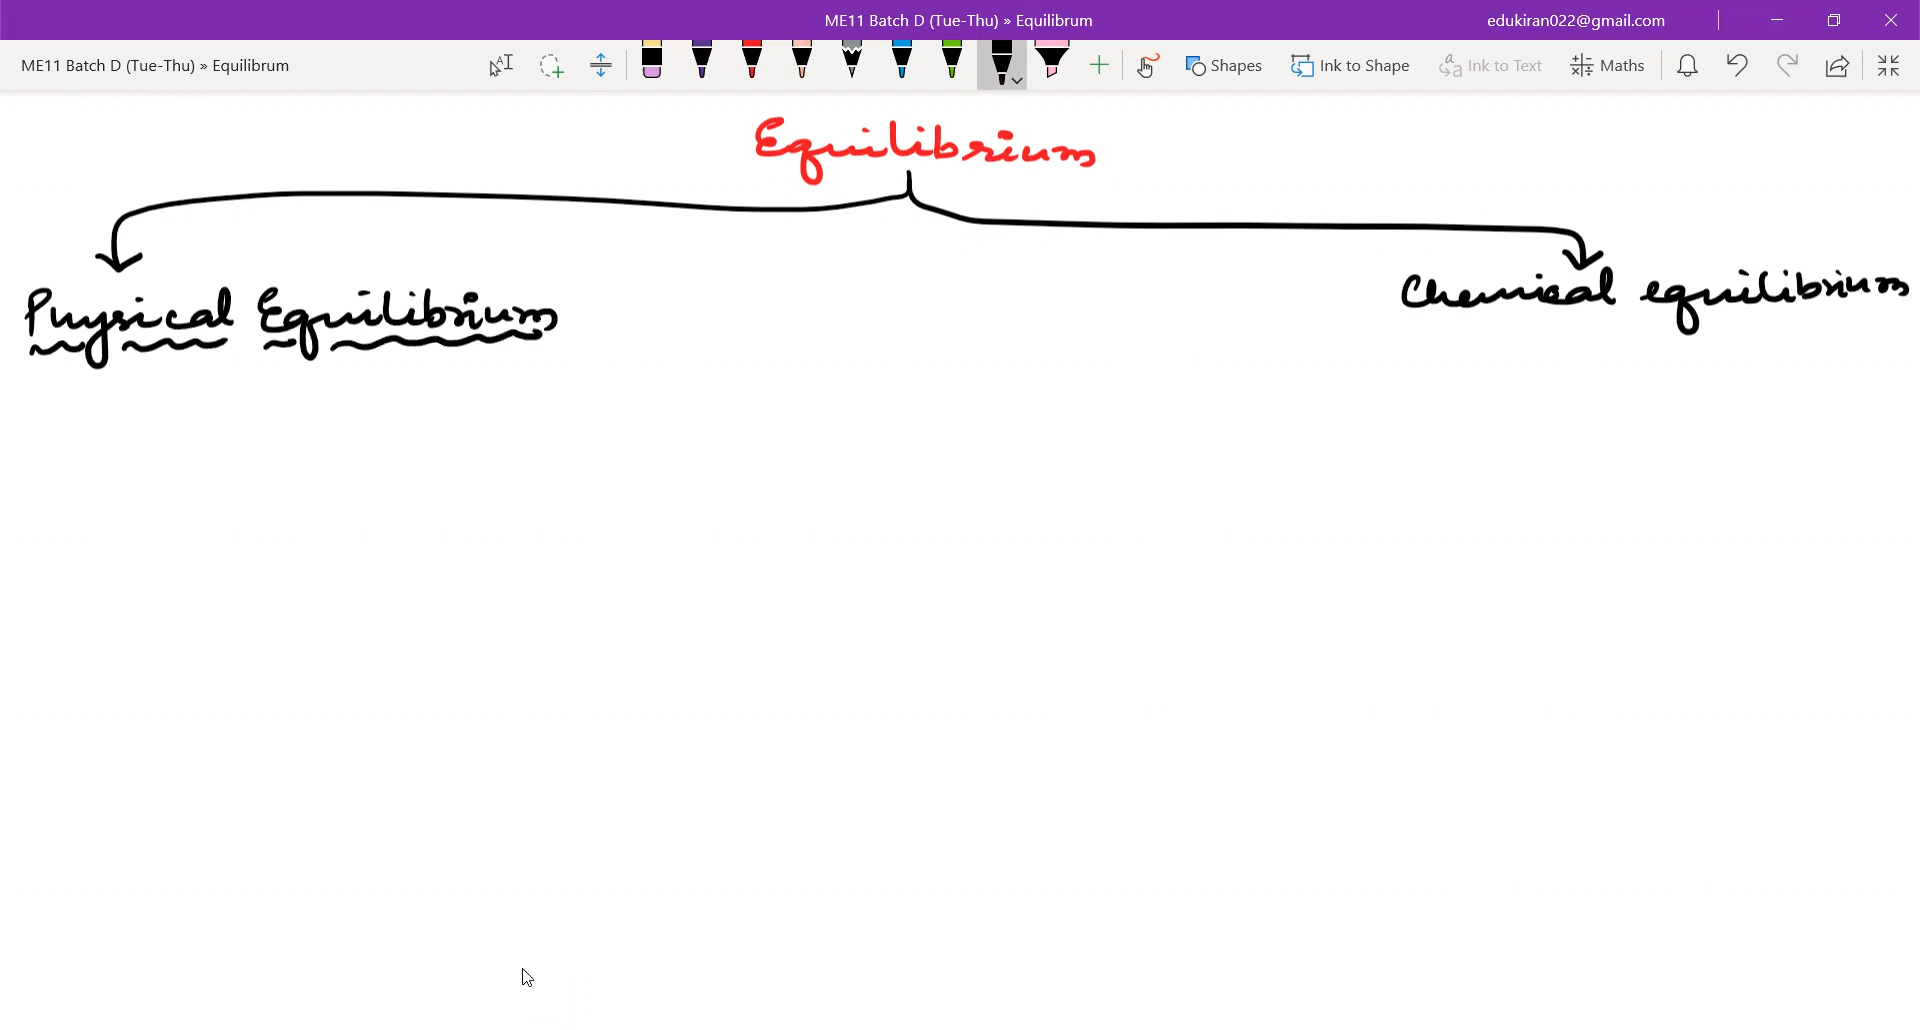 ME11 Batch D (Tue-Thu) » Equilibrum
edukiran022@gmail.com
ME11 Batch D (Tue-Thu) » Equilibrum
Shapes
Ink to Shape
Ink to Text
Maths
Equilibrium
Physical Equilibrium
Chemical equilibrium